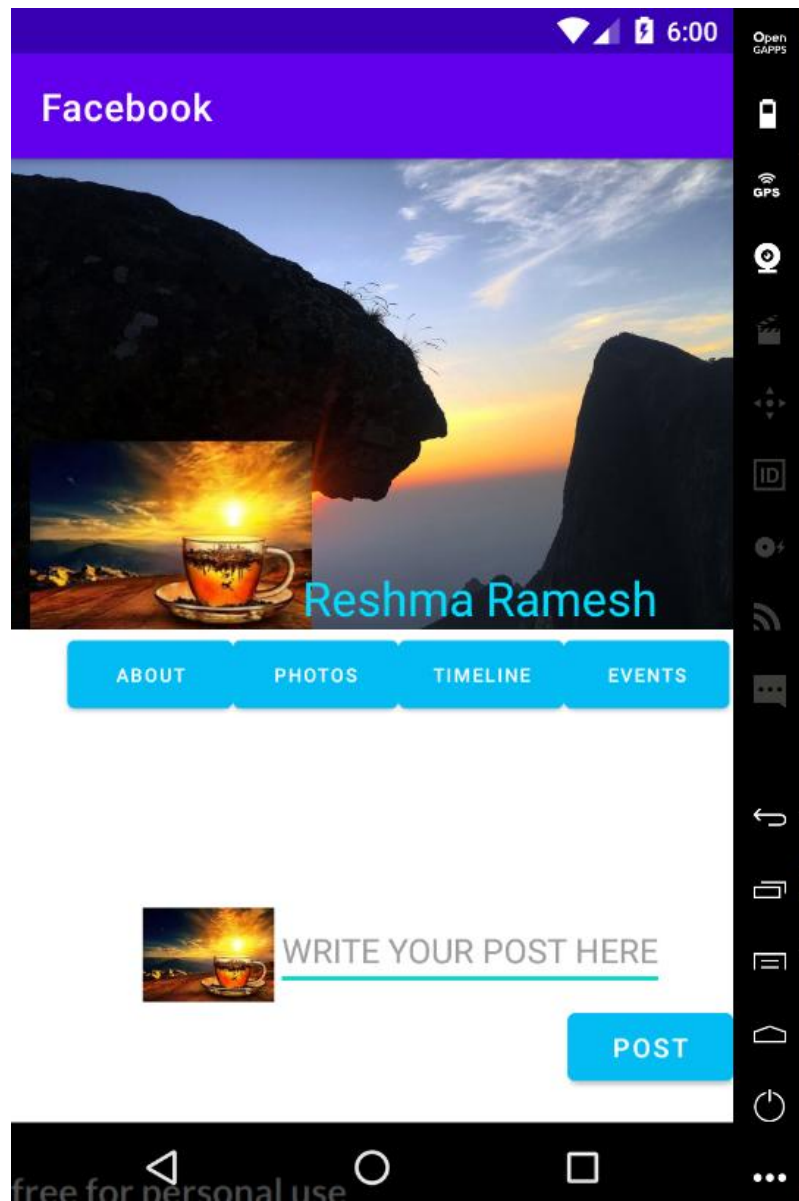 6:00
Open
GAPPS
Facebook
GPS
ID
Reshma Ramesh
ABOUT PHOTOS TIMELINE EVENTS
WRITE YOUR POST HERE
POST
free for personal use